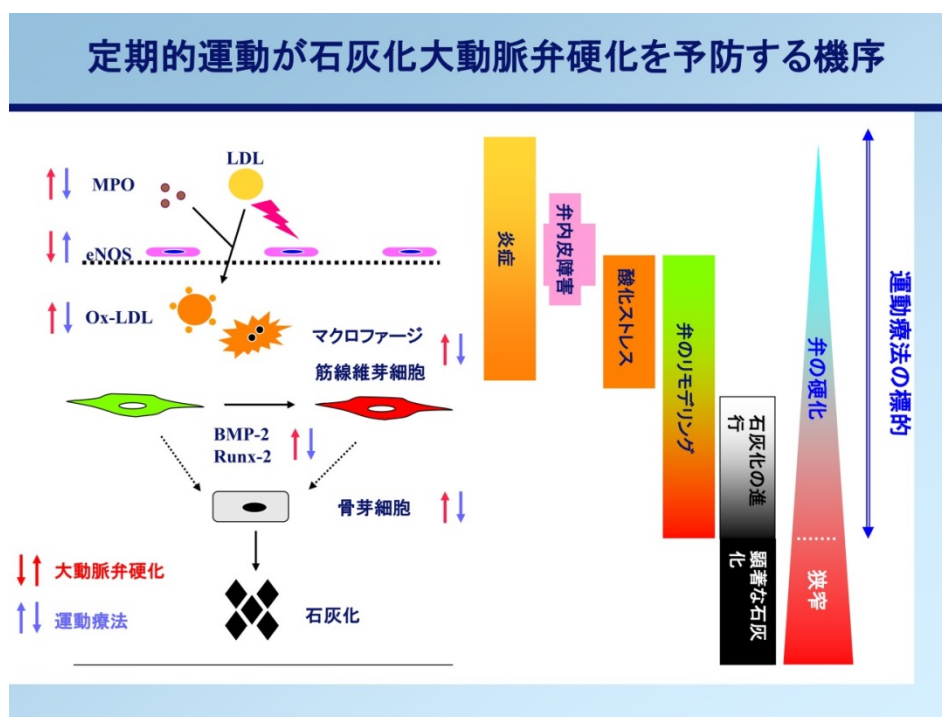 定期的運動が石灰化大動脈弁硬化を予防する機序
LDL
MPO
eNOS
Ox-LDL
マクロファージ
筋線維芽細胞
BMP-2
Runx-2
骨芽細胞
大動脈弁硬化
運動療法
石灰化
炎症
弁内皮障害
酸化ストレス
弁のリモデリング
石灰化の進
行
顕著な石灰
化
弁の硬化
狭窄
運動療法の標的